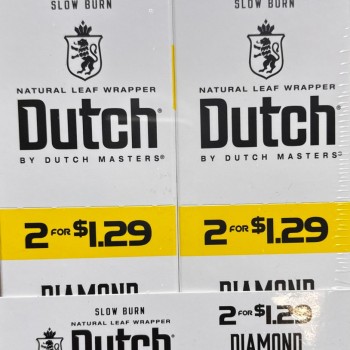 SLOW BURN
NATURAL LEAF WRAPPER
Dutch®
BY DUTCH MASTERS®
2 FOR $1.29
DIAMOND
SLOW BURN
NATURAL LEAF WRAPPER
Dutch®
BY DUTCH MASTERS®
2 FOR $1.29
DIAMOND
SLOW BURN
NATURAL LEAF WRAPPER
Dutch
2 FOR $1.29
DIAMOND